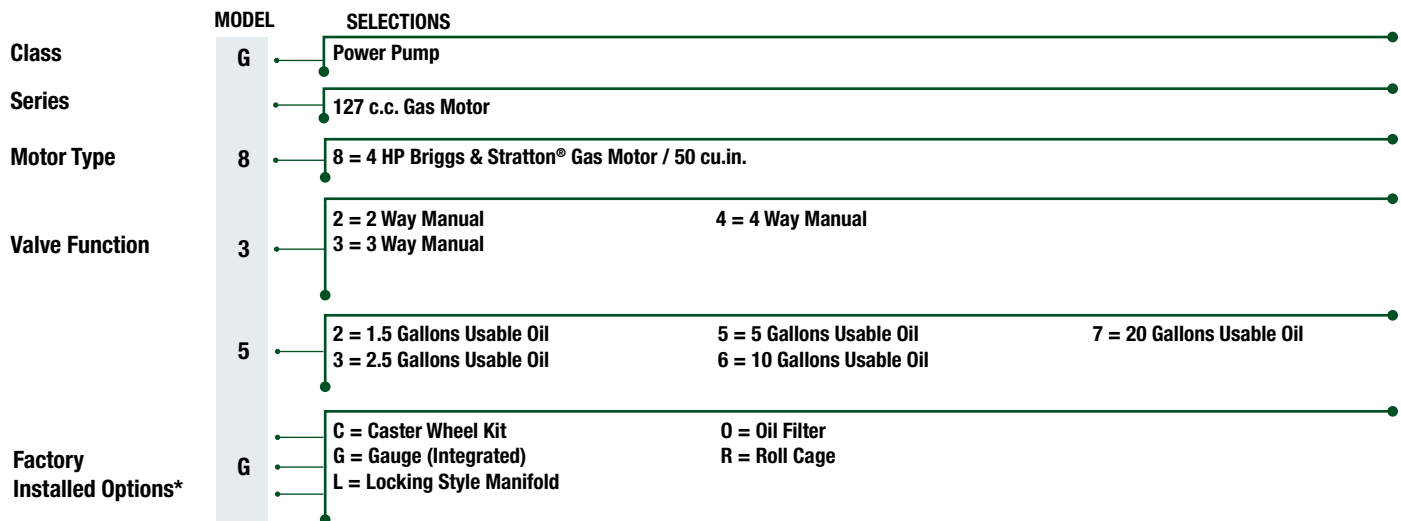 MODEL SELECTIONS
Class G Power Pump
Series 127 c.c. Gas Motor
Motor Type 8 8 = 4 HP Briggs & Stratton® Gas Motor / 50 cu.in.
2 = 2 Way Manual 4 = 4 Way Manual
Valve Function 3 3 = 3 Way Manual
2 = 1.5 Gallons Usable Oil 5 = 5 Gallons Usable Oil 7 = 20 Gallons Usable Oil
5 3 = 2.5 Gallons Usable Oil 6 = 10 Gallons Usable Oil
C = Caster Wheel Kit O = Oil Filter
Factory G G = Gauge (Integrated) R = Roll Cage
Installed Options* L = Locking Style Manifold